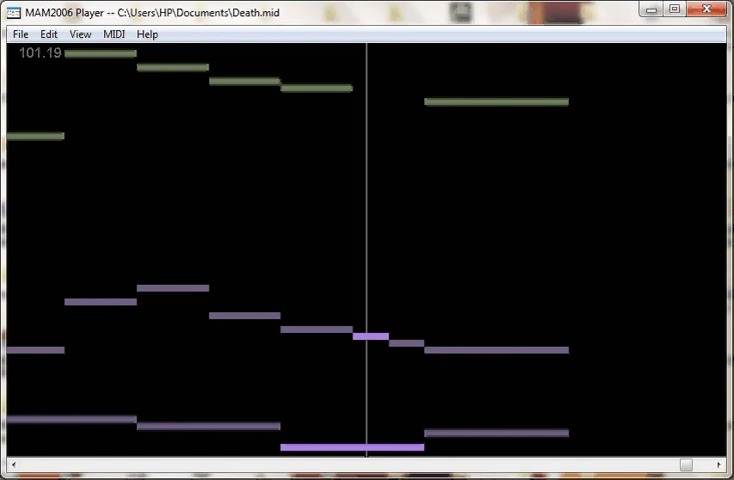 MAM2006 Player -- C:\Users\HP\Documents\Death.mid
File Edit View MIDI Help
101.19